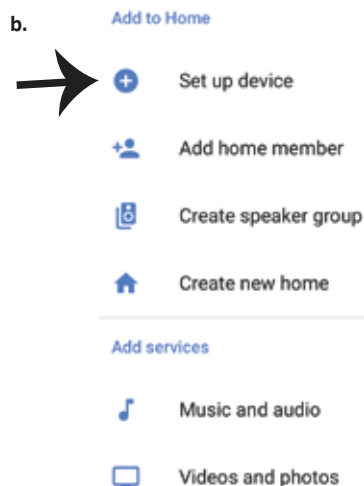 b.
Add to Home
Set up device
Add home member
Create speaker group
Create new home
Add services
Music and audio
Videos and photos